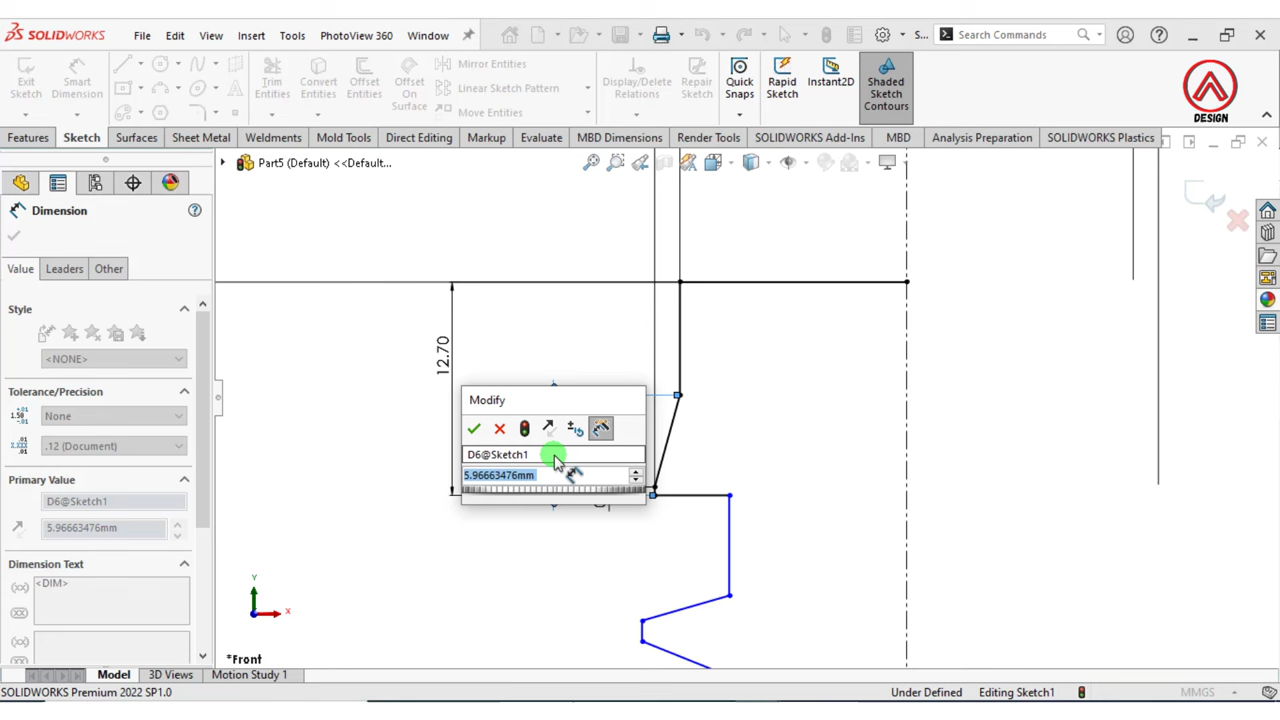 SOLIDWORKS File Edit View Insert Tools PhotoView 360 Window S... Search Commands
Exit Sketch
Smart Dimension
Trim Entities
Convert Entities
Offset Entities
Offset On Surface
Mirror Entities
Linear Sketch Pattern
Move Entities
Display/Delete Relations
Repair Sketch
Quick Snaps
Rapid Sketch
Instant2D
Shaded Sketch Contours
DESIGN
Features Sketch Surfaces Sheet Metal Weldments Mold Tools Direct Editing Markup Evaluate MBD Dimensions Render Tools SOLIDWORKS Add-Ins MBD Analysis Preparation SOLIDWORKS Plastics
Part5 (Default) <<Default...
Dimension
Value Leaders Other
Style
<NONE>
Tolerance/Precision
None
.12 (Document)
Primary Value
D6@Sketch1
5.96663476mm
Dimension Text
<DIM>
12.70
Modify
D6@Sketch1
5.96663476mm
Y
X
*Front
Model 3D Views Motion Study 1
SOLIDWORKS Premium 2022 SP1.0 Under Defined Editing Sketch1 MMGS